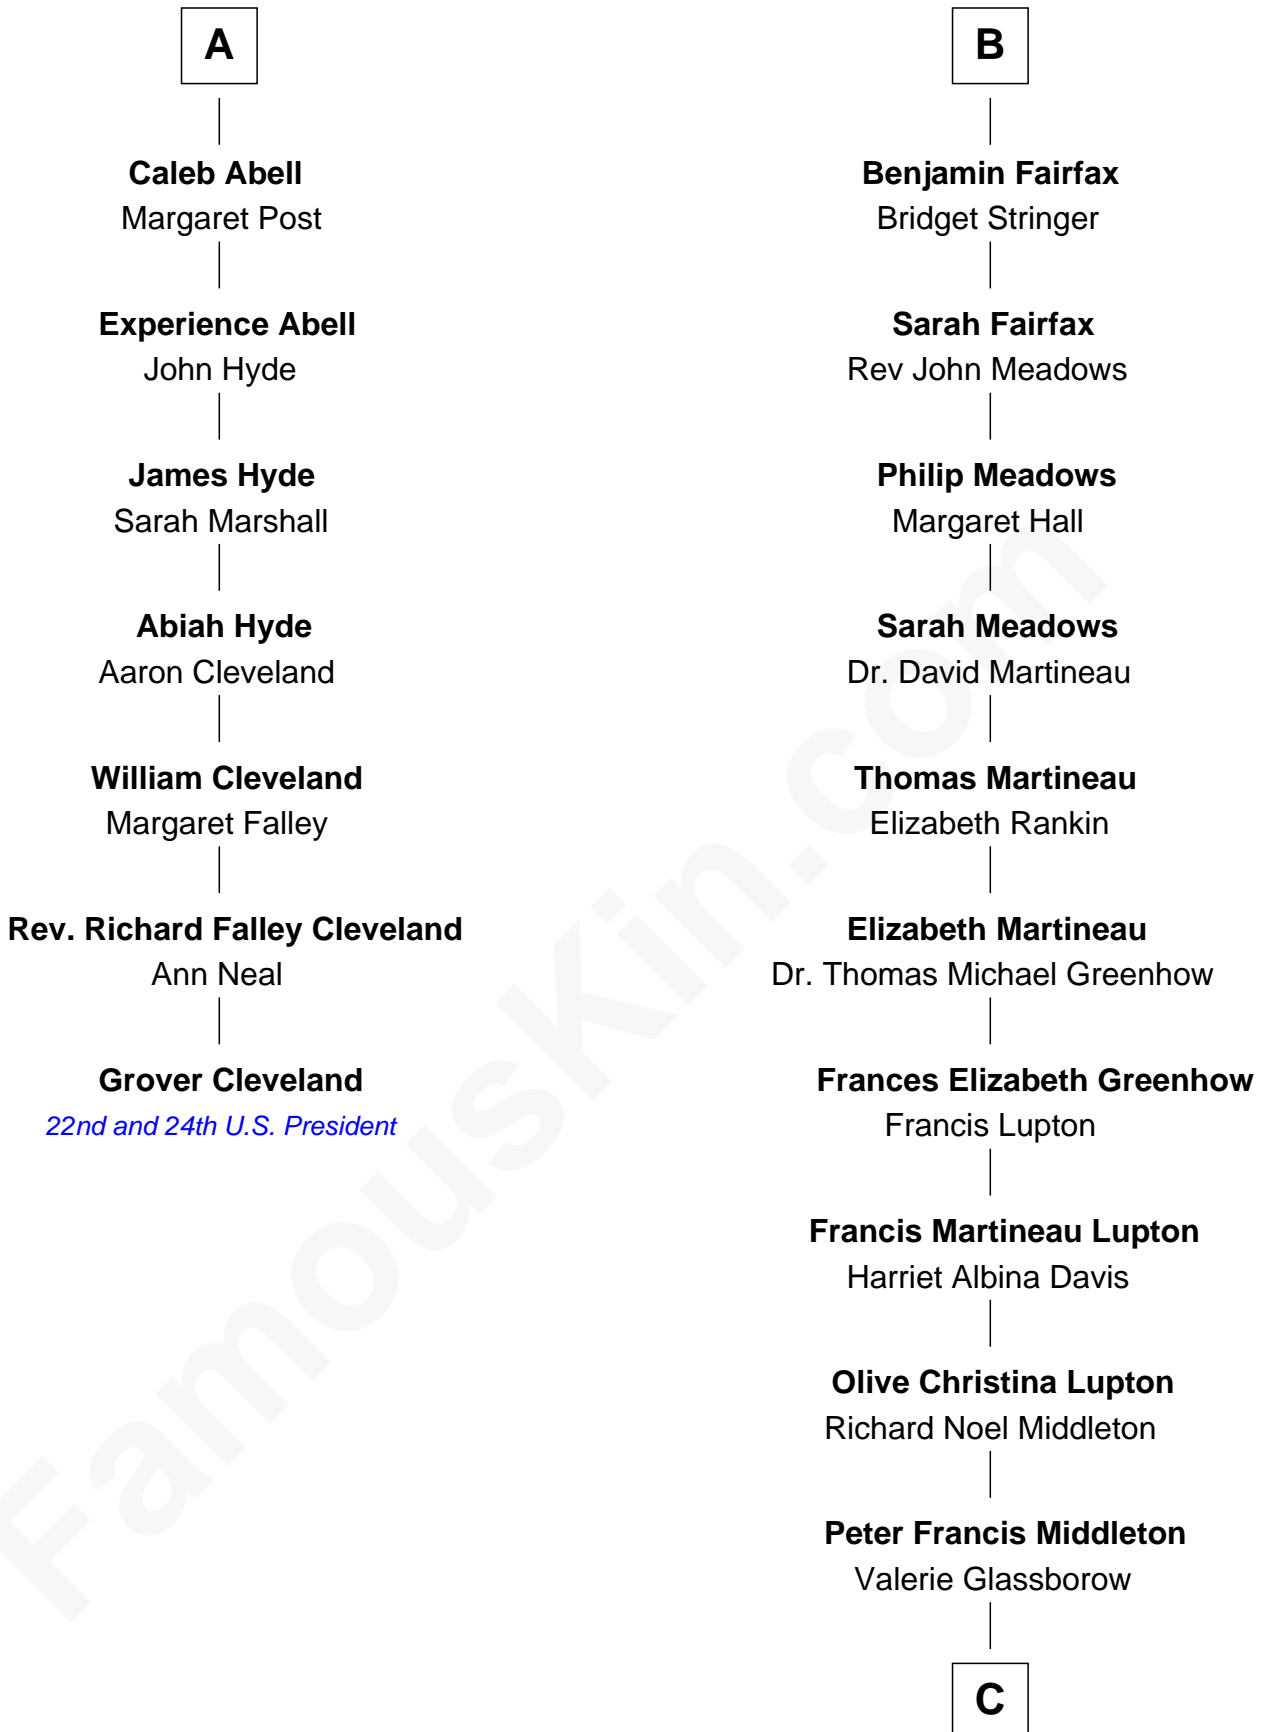 A
Caleb Abell
Margaret Post
Experience Abell
John Hyde
James Hyde
Sarah Marshall
Abiah Hyde
Aaron Cleveland
William Cleveland
Margaret Falley
Rev. Richard Falley Cleveland
Ann Neal
Grover Cleveland
22nd and 24th U.S. President
B
Benjamin Fairfax
Bridget Stringer
Sarah Fairfax
Rev John Meadows
Philip Meadows
Margaret Hall
Sarah Meadows
Dr. David Martineau
Thomas Martineau
Elizabeth Rankin
Elizabeth Martineau
Dr. Thomas Michael Greenhow
Frances Elizabeth Greenhow
Francis Lupton
Francis Martineau Lupton
Harriet Albina Davis
Olive Christina Lupton
Richard Noel Middleton
Peter Francis Middleton
Valerie Glassborow
C
FamousKin.com